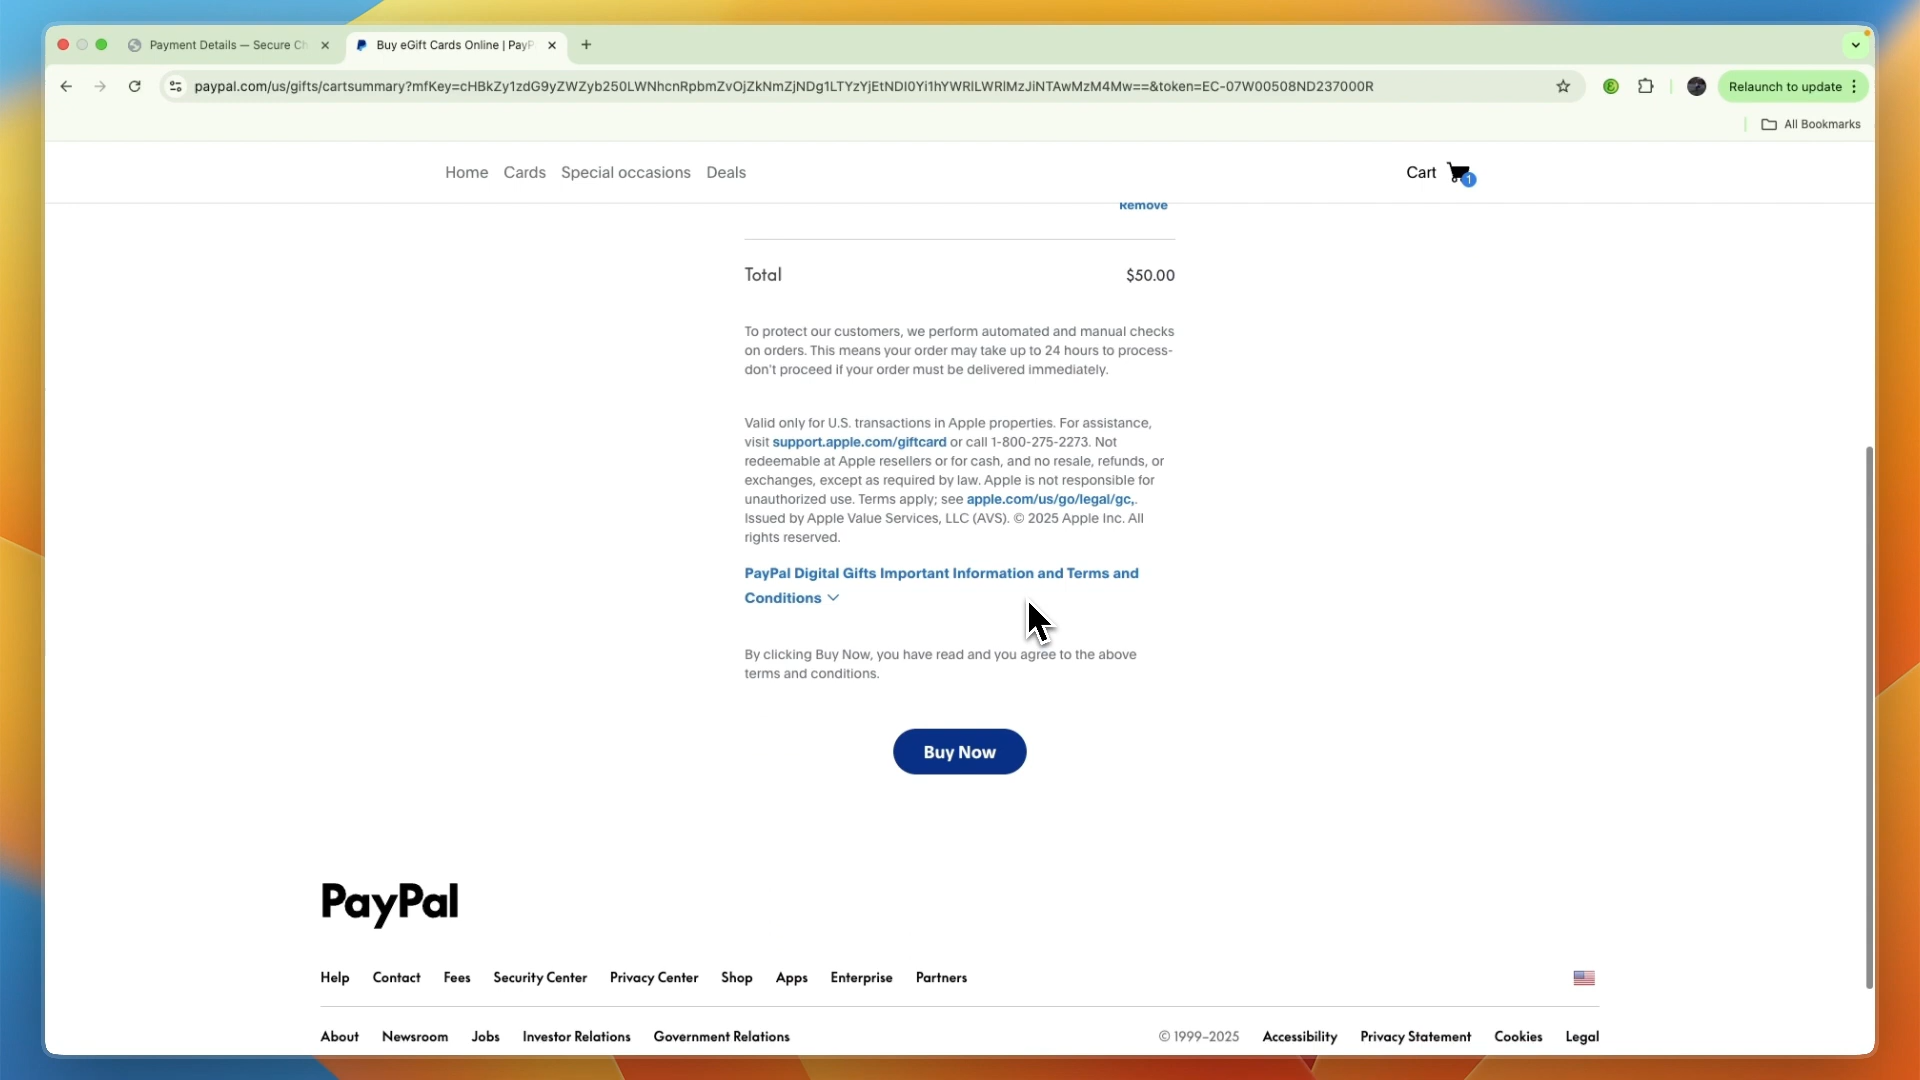 Payment Details — Secure Ch
Buy eGift Cards Online | PayP
paypal.com/us/gifts/cartsummary?mfKey=cHBkZy1zdG9yZWZyb250LWNhcnRpbmZvOjZkNmZjNDg1LTYzYjEtNDI0Yi1hYWRlLWRlMzJiNTAwMzM4Mw==&token=EC-07W00508ND237000R
Relaunch to update
All Bookmarks
Home Cards Special occasions Deals
Cart 1
Remove
Total $50.00
To protect our customers, we perform automated and manual checks
on orders. This means your order may take up to 24 hours to process-
don't proceed if your order must be delivered immediately.
Valid only for U.S. transactions in Apple properties. For assistance,
visit support.apple.com/giftcard or call 1-800-275-2273. Not
redeemable at Apple resellers or for cash, and no resale, refunds, or
exchanges, except as required by law. Apple is not responsible for
unauthorized use. Terms apply; see apple.com/us/go/legal/gc,.
Issued by Apple Value Services, LLC (AVS). © 2025 Apple Inc. All
rights reserved.
PayPal Digital Gifts Important Information and Terms and
Conditions
By clicking Buy Now, you have read and you agree to the above
terms and conditions.
Buy Now
PayPal
Help Contact Fees Security Center Privacy Center Shop Apps Enterprise Partners
About Newsroom Jobs Investor Relations Government Relations © 1999–2025 Accessibility Privacy Statement Cookies Legal